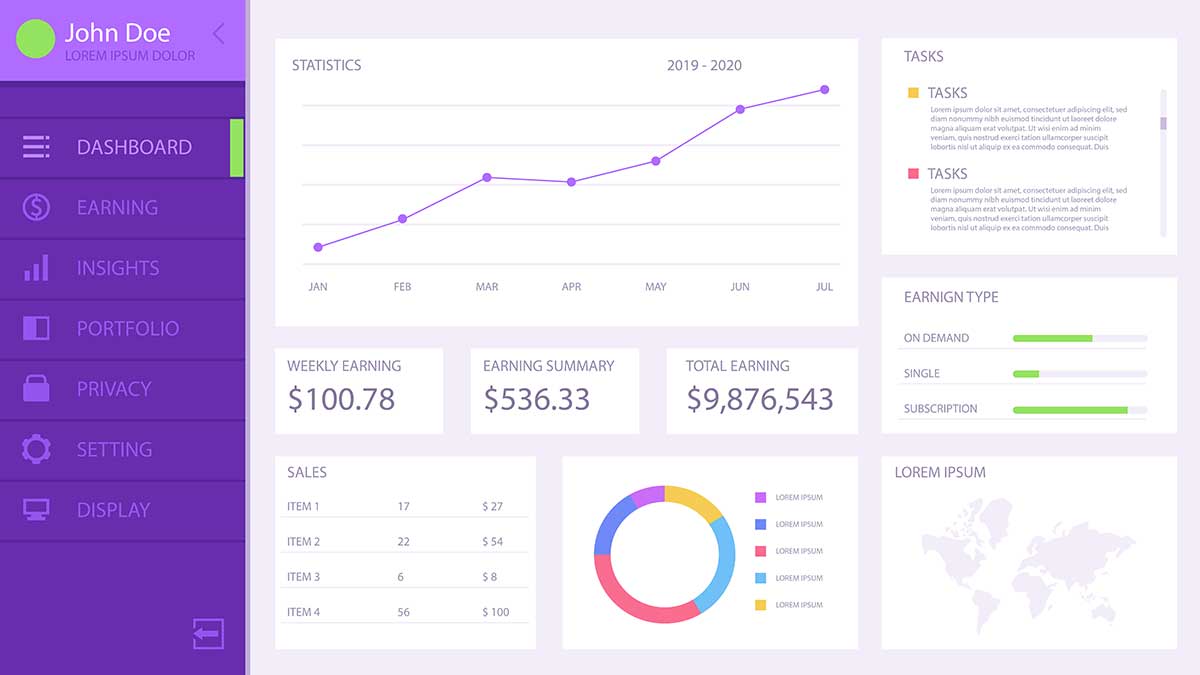 John Doe
LOREM IPSUM DOLOR
DASHBOARD
EARNING
INSIGHTS
PORTFOLIO
PRIVACY
SETTING
DISPLAY
STATISTICS 2019 - 2020
JAN FEB MAR APR MAY JUN JUL
WEEKLY EARNING
$100.78
EARNING SUMMARY
$536.33
TOTAL EARNING
$9,876,543
SALES
ITEM 1 17 $ 27
ITEM 2 22 $ 54
ITEM 3 6 $ 8
ITEM 4 56 $ 100
LOREM IPSUM
LOREM IPSUM
LOREM IPSUM
LOREM IPSUM
LOREM IPSUM
TASKS
TASKS
Lorem ipsum dolor sit amet, consectetuer adipiscing elit, sed
diam nonummy nibh euismod tincidunt ut laoreet dolore
magna aliquam erat volutpat. Ut wisi enim ad minim
veniam, quis nostrud exerci tation ullamcorper suscipit
lobortis nisl ut aliquip ex ea commodo consequat. Duis
TASKS
Lorem ipsum dolor sit amet, consectetuer adipiscing elit, sed
diam nonummy nibh euismod tincidunt ut laoreet dolore
magna aliquam erat volutpat. Ut wisi enim ad minim
veniam, quis nostrud exerci tation ullamcorper suscipit
lobortis nisl ut aliquip ex ea commodo consequat. Duis
EARNIGN TYPE
ON DEMAND
SINGLE
SUBSCRIPTION
LOREM IPSUM